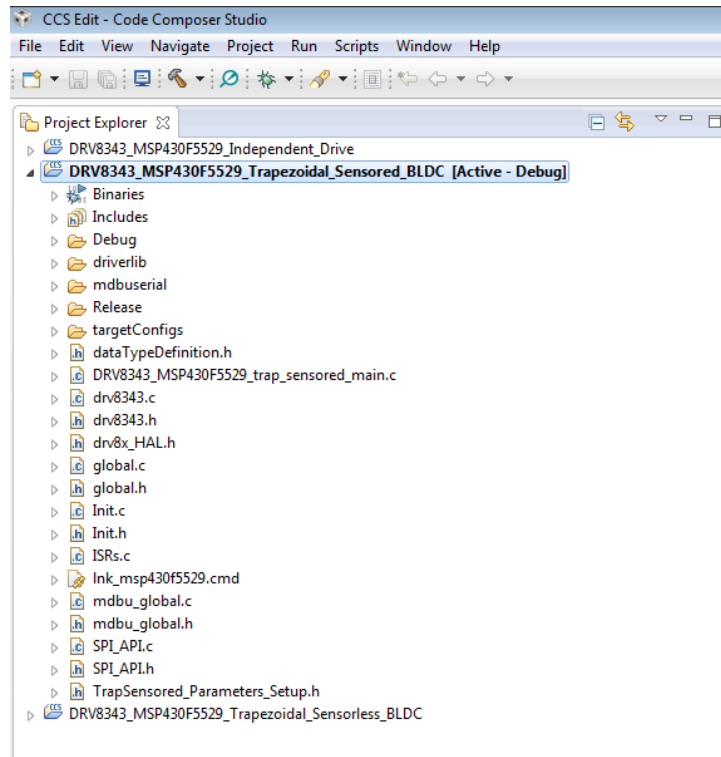 CCS Edit - Code Composer Studio
File Edit View Navigate Project Run Scripts Window Help
Project Explorer
DRV8343_MSP430F5529_Independent_Drive
DRV8343_MSP430F5529_Trapezoidal_Sensored_BLDC [Active - Debug]
Binaries
Includes
Debug
driverlib
mdbuserial
Release
targetConfigs
dataTypeDefinition.h
DRV8343_MSP430F5529_trap_sensored_main.c
drv8343.c
drv8343.h
drv8x_HAL.h
global.c
global.h
Init.c
Init.h
ISRs.c
lnk_msp430f5529.cmd
mdbu_global.c
mdbu_global.h
SPI_API.c
SPI_API.h
TrapSensored_Parameters_Setup.h
DRV8343_MSP430F5529_Trapezoidal_Sensorless_BLDC